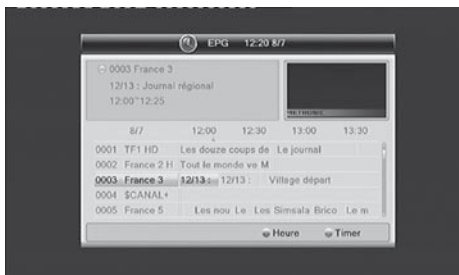 EPG 12:20 8/7
0003 France 3
12/13 : Journal régional
12:00~12:25
METRONIC
8/7 12:00 12:30 13:00 13:30
0001 TF1 HD Les douze coups de Le journal
0002 France 2 H Tout le monde ve M
0003 France 3 12/13 : 12/13 : Village départ
0004 $CANAL+
0005 France 5 Les nou Le Les Simsala Brico Le m
Heure Timer